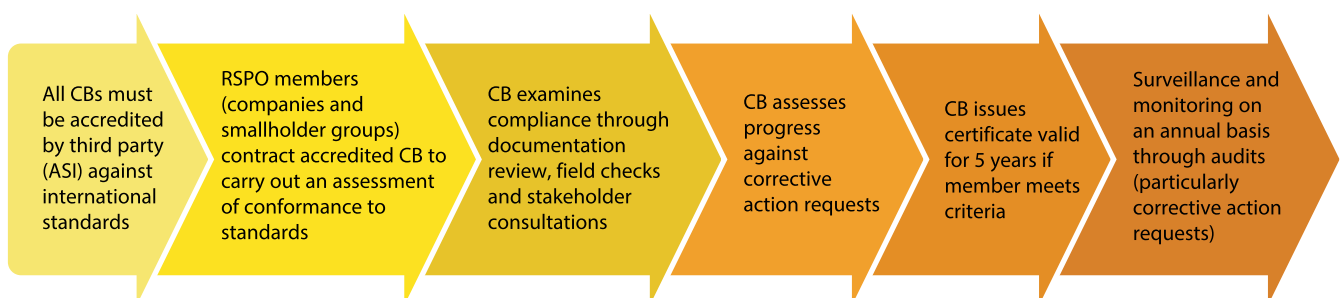 All CBs must
be accredited
by third party
(ASI) against
international
standards
RSPO members
(companies and
smallholder groups)
contract accredited CB to
carry out an assessment
of conformance to
standards
CB examines
compliance through
documentation
review, field checks
and stakeholder
consultations
CB assesses
progress
against
corrective
action requests
CB issues
certificate valid
for 5 years if
member meets
criteria
Surveillance and
monitoring on
an annual basis
through audits
(particularly
corrective action
requests)